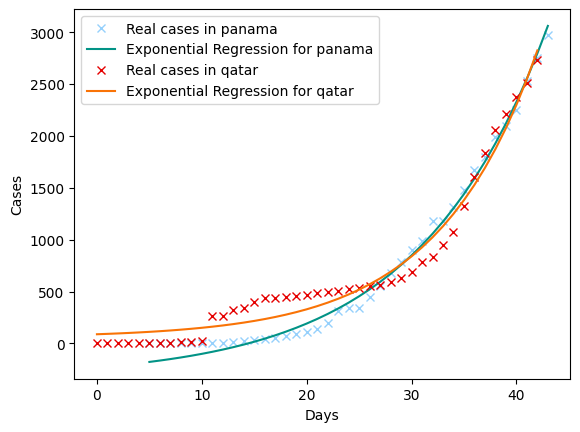 Real cases in panama
Exponential Regression for panama
Real cases in qatar
Exponential Regression for qatar
3000
2500
2000
1500
1000
500
0
Cases
0 10 20 30 40
Days